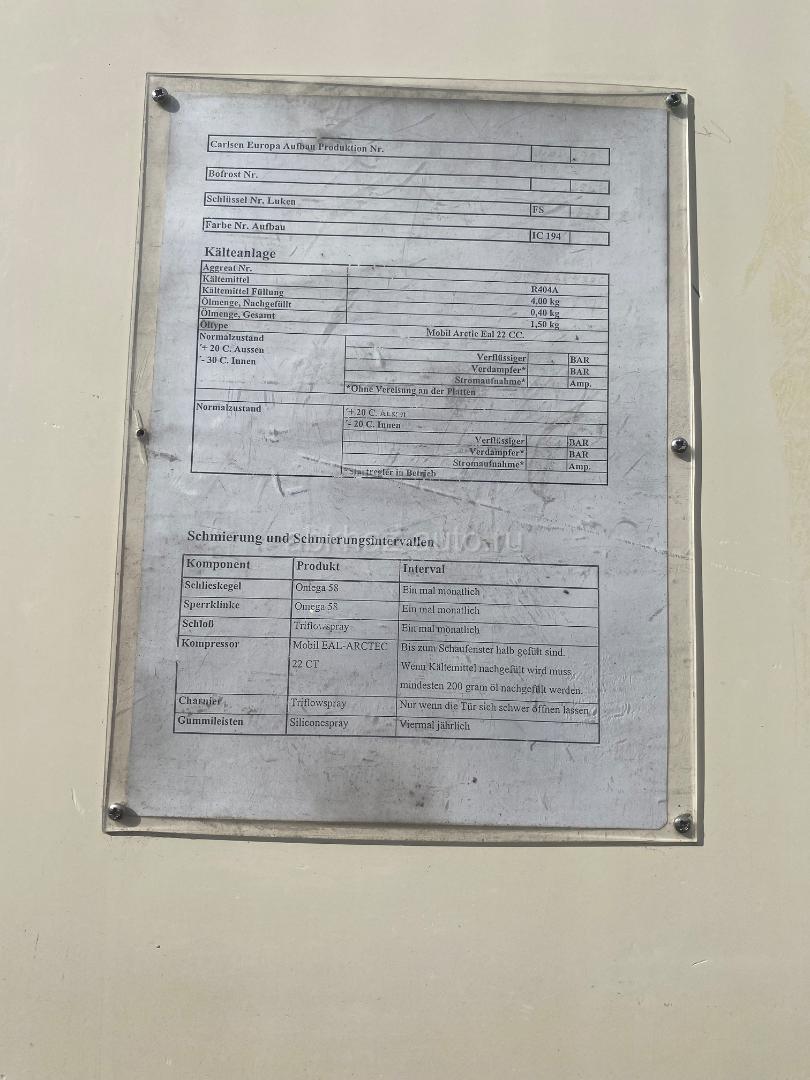 Carlsen Europa Aufbau Produktion Nr.
Bofrost Nr.
Schlüssel Nr. Luken FS
Farbe Nr. Aufbau IC 194
Kälteanlage
Aggreat Nr.
Kältemittel R404A
Kältemittel Füllung 4,00 kg
Ölmenge, Nachgefüllt 0,40 kg
Ölmenge, Gesamt 1,50 kg
Öltype Mobil Arctic Eal 22 CC.
Normalzustand
+ 20 C. Aussen Verflüssiger BAR
- 30 C. Innen Verdampfer* BAR
Stromaufnahme* Amp.
*Ohne Vereisung an der Platten
Normalzustand + 20 C.
- 20 C. Innen
Verflüssiger BAR
Verdampfer* BAR
Stromaufnahme* Amp.
*Startregler in Betrieb
Schmierung und Schmierungsintervallen
Komponent Produkt Interval
Schlieskegel Omega 58 Ein mal monatlich
Sperrklinke Omega 58 Ein mal monatlich
Schloß Triflowspray Ein mal monatlich
Kompressor Mobil EAL-ARCTEC Bis zum Schaufenster halb gefült sind.
22 CT Wenn Kältemittel nachgefült wird muss
mindesten 200 gram öl nachgefüllt werden.
Charnier Triflowspray Nur wenn die Tür sich schwer öffnen lassen
Gummileisten Siliconespray Viermal jährlich